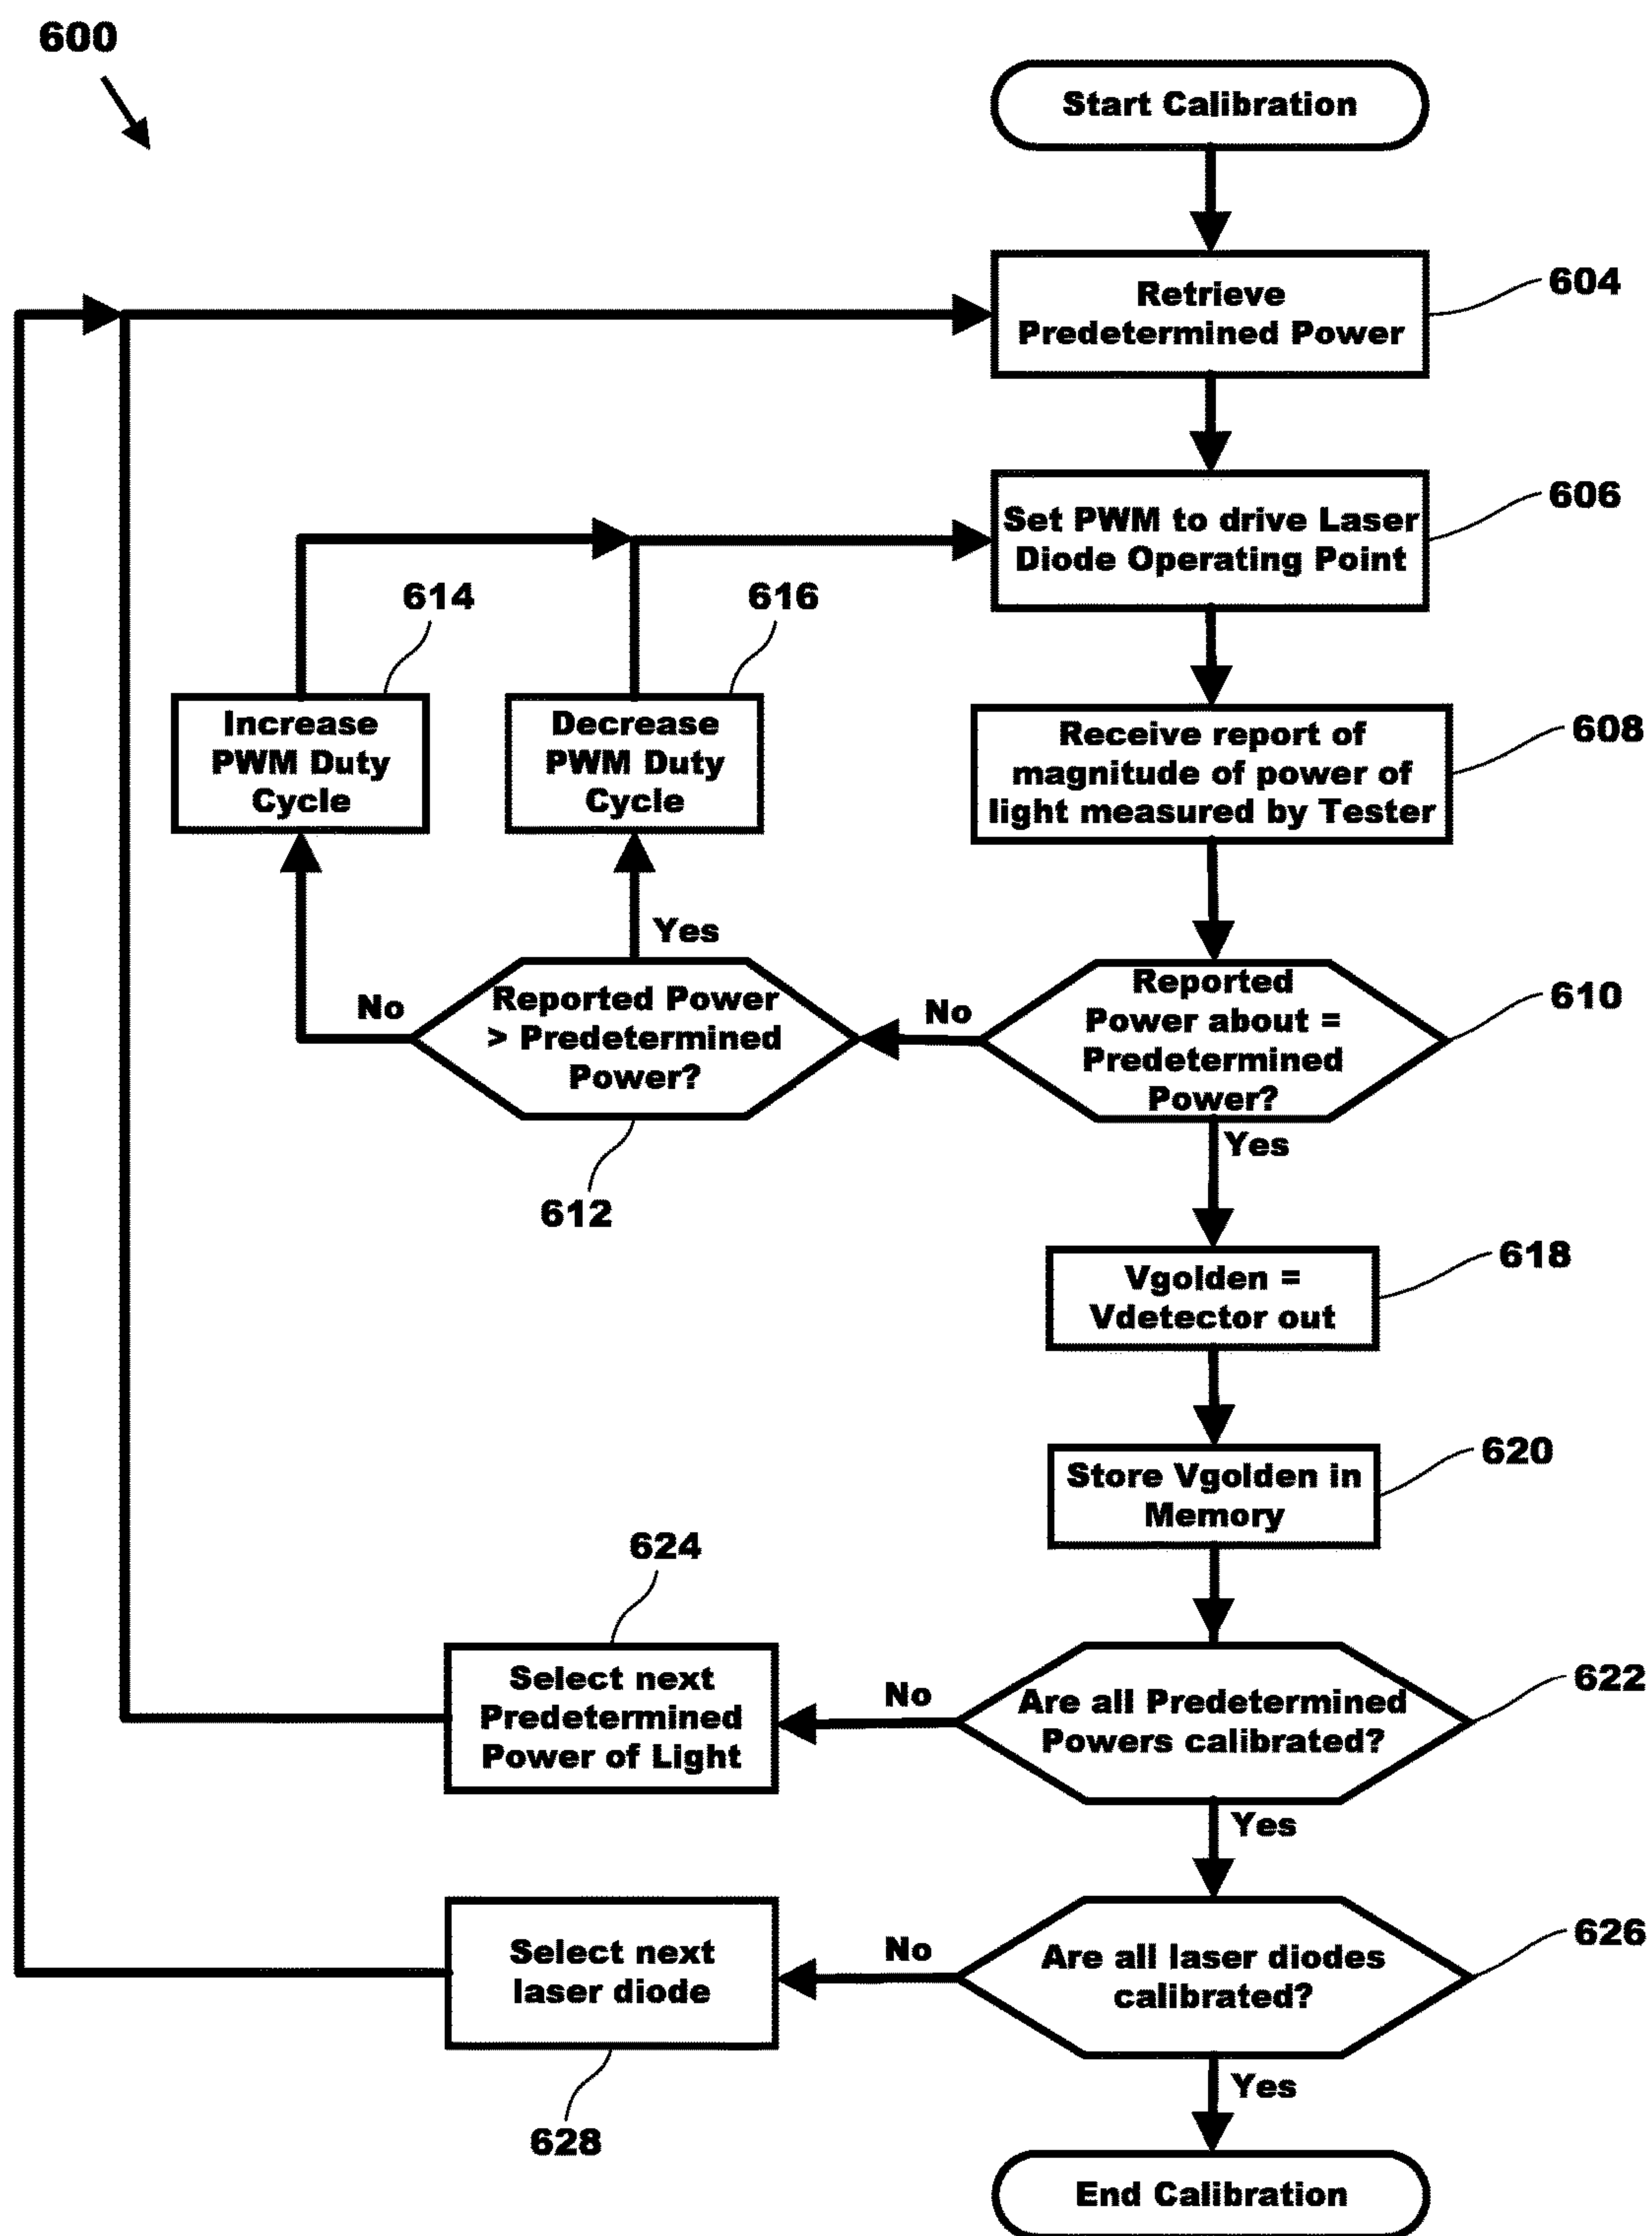 600
Start Calibration
Retrieve
Predetermined Power
604
Set PWM to drive Laser
Diode Operating Point
606
614
616
Increase
PWM Duty
Cycle
Decrease
PWM Duty
Cycle
Receive report of
magnitude of power of
light measured by Tester
608
Yes
No
Reported Power
> Predetermined
Power?
612
No
Reported
Power about =
Predetermined
Power?
610
Yes
Vgolden =
Vdetector out
618
Store Vgolden in
Memory
620
624
Select next
Predetermined
Power of Light
No
Are all Predetermined
Powers calibrated?
622
Yes
Select next
laser diode
628
No
Are all laser diodes
calibrated?
626
Yes
End Calibration